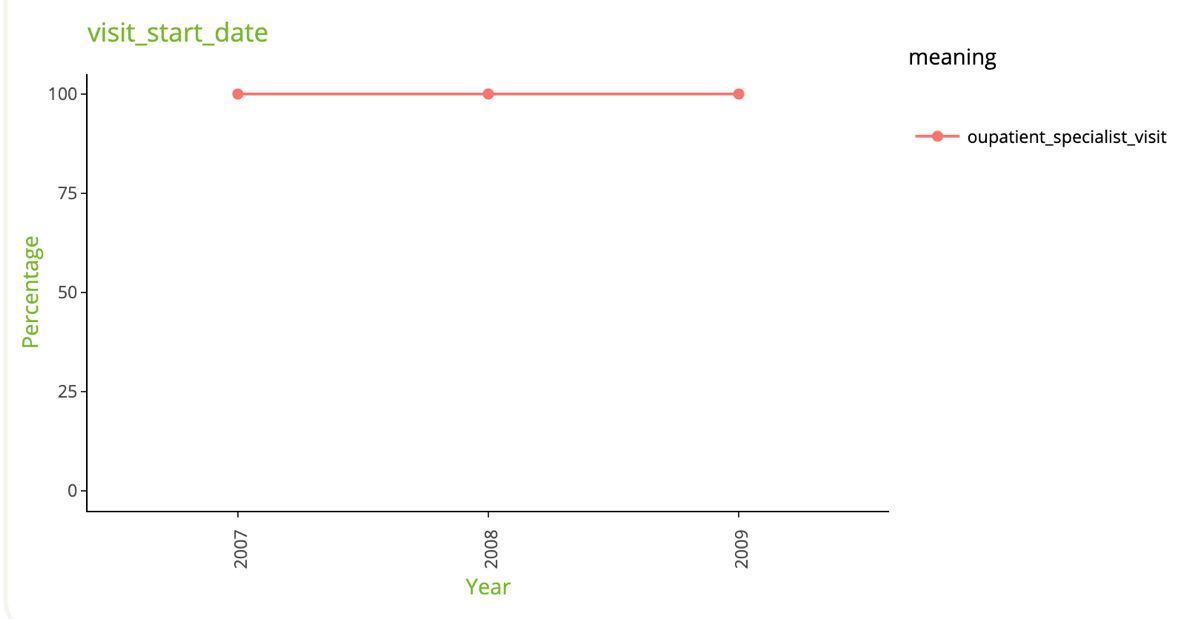 visit_start_date
meaning
oupatient_specialist_visit
Percentage
100
75
50
25
0
2007
2008
2009
Year